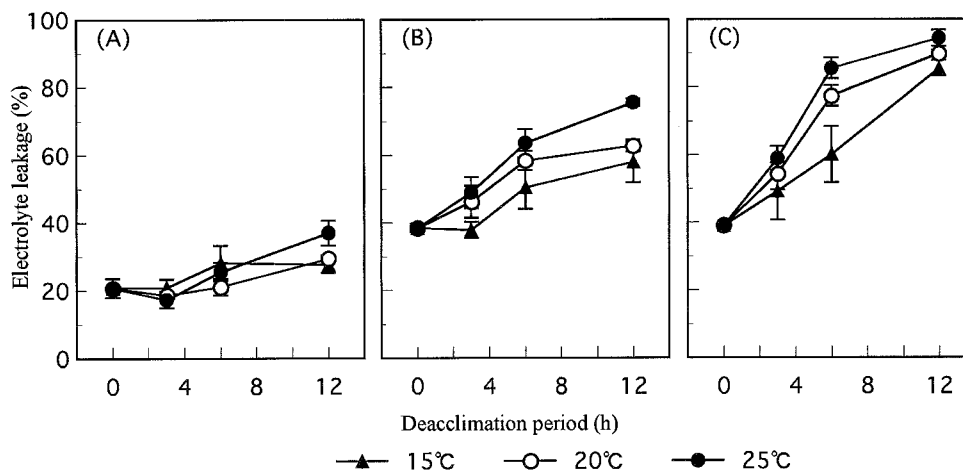 100
80
60
40
20
0
Electrolyte leakage (%)
(A)
(B)
(C)
0 4 8 12
0 4 8 12
0 4 8 12
Deacclimation period (h)
15℃ 20℃ 25℃